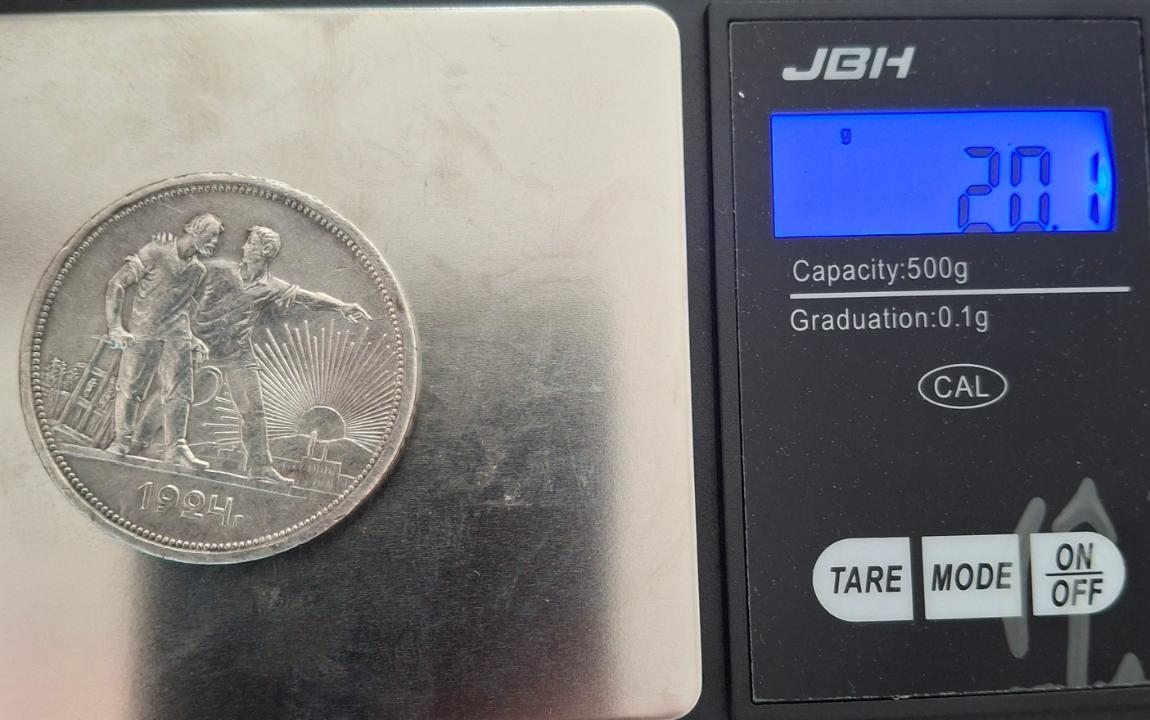 JBH
g
20.1
Capacity:500g
Graduation:0.1g
CAL
TARE
MODE
ON
OFF
1924г